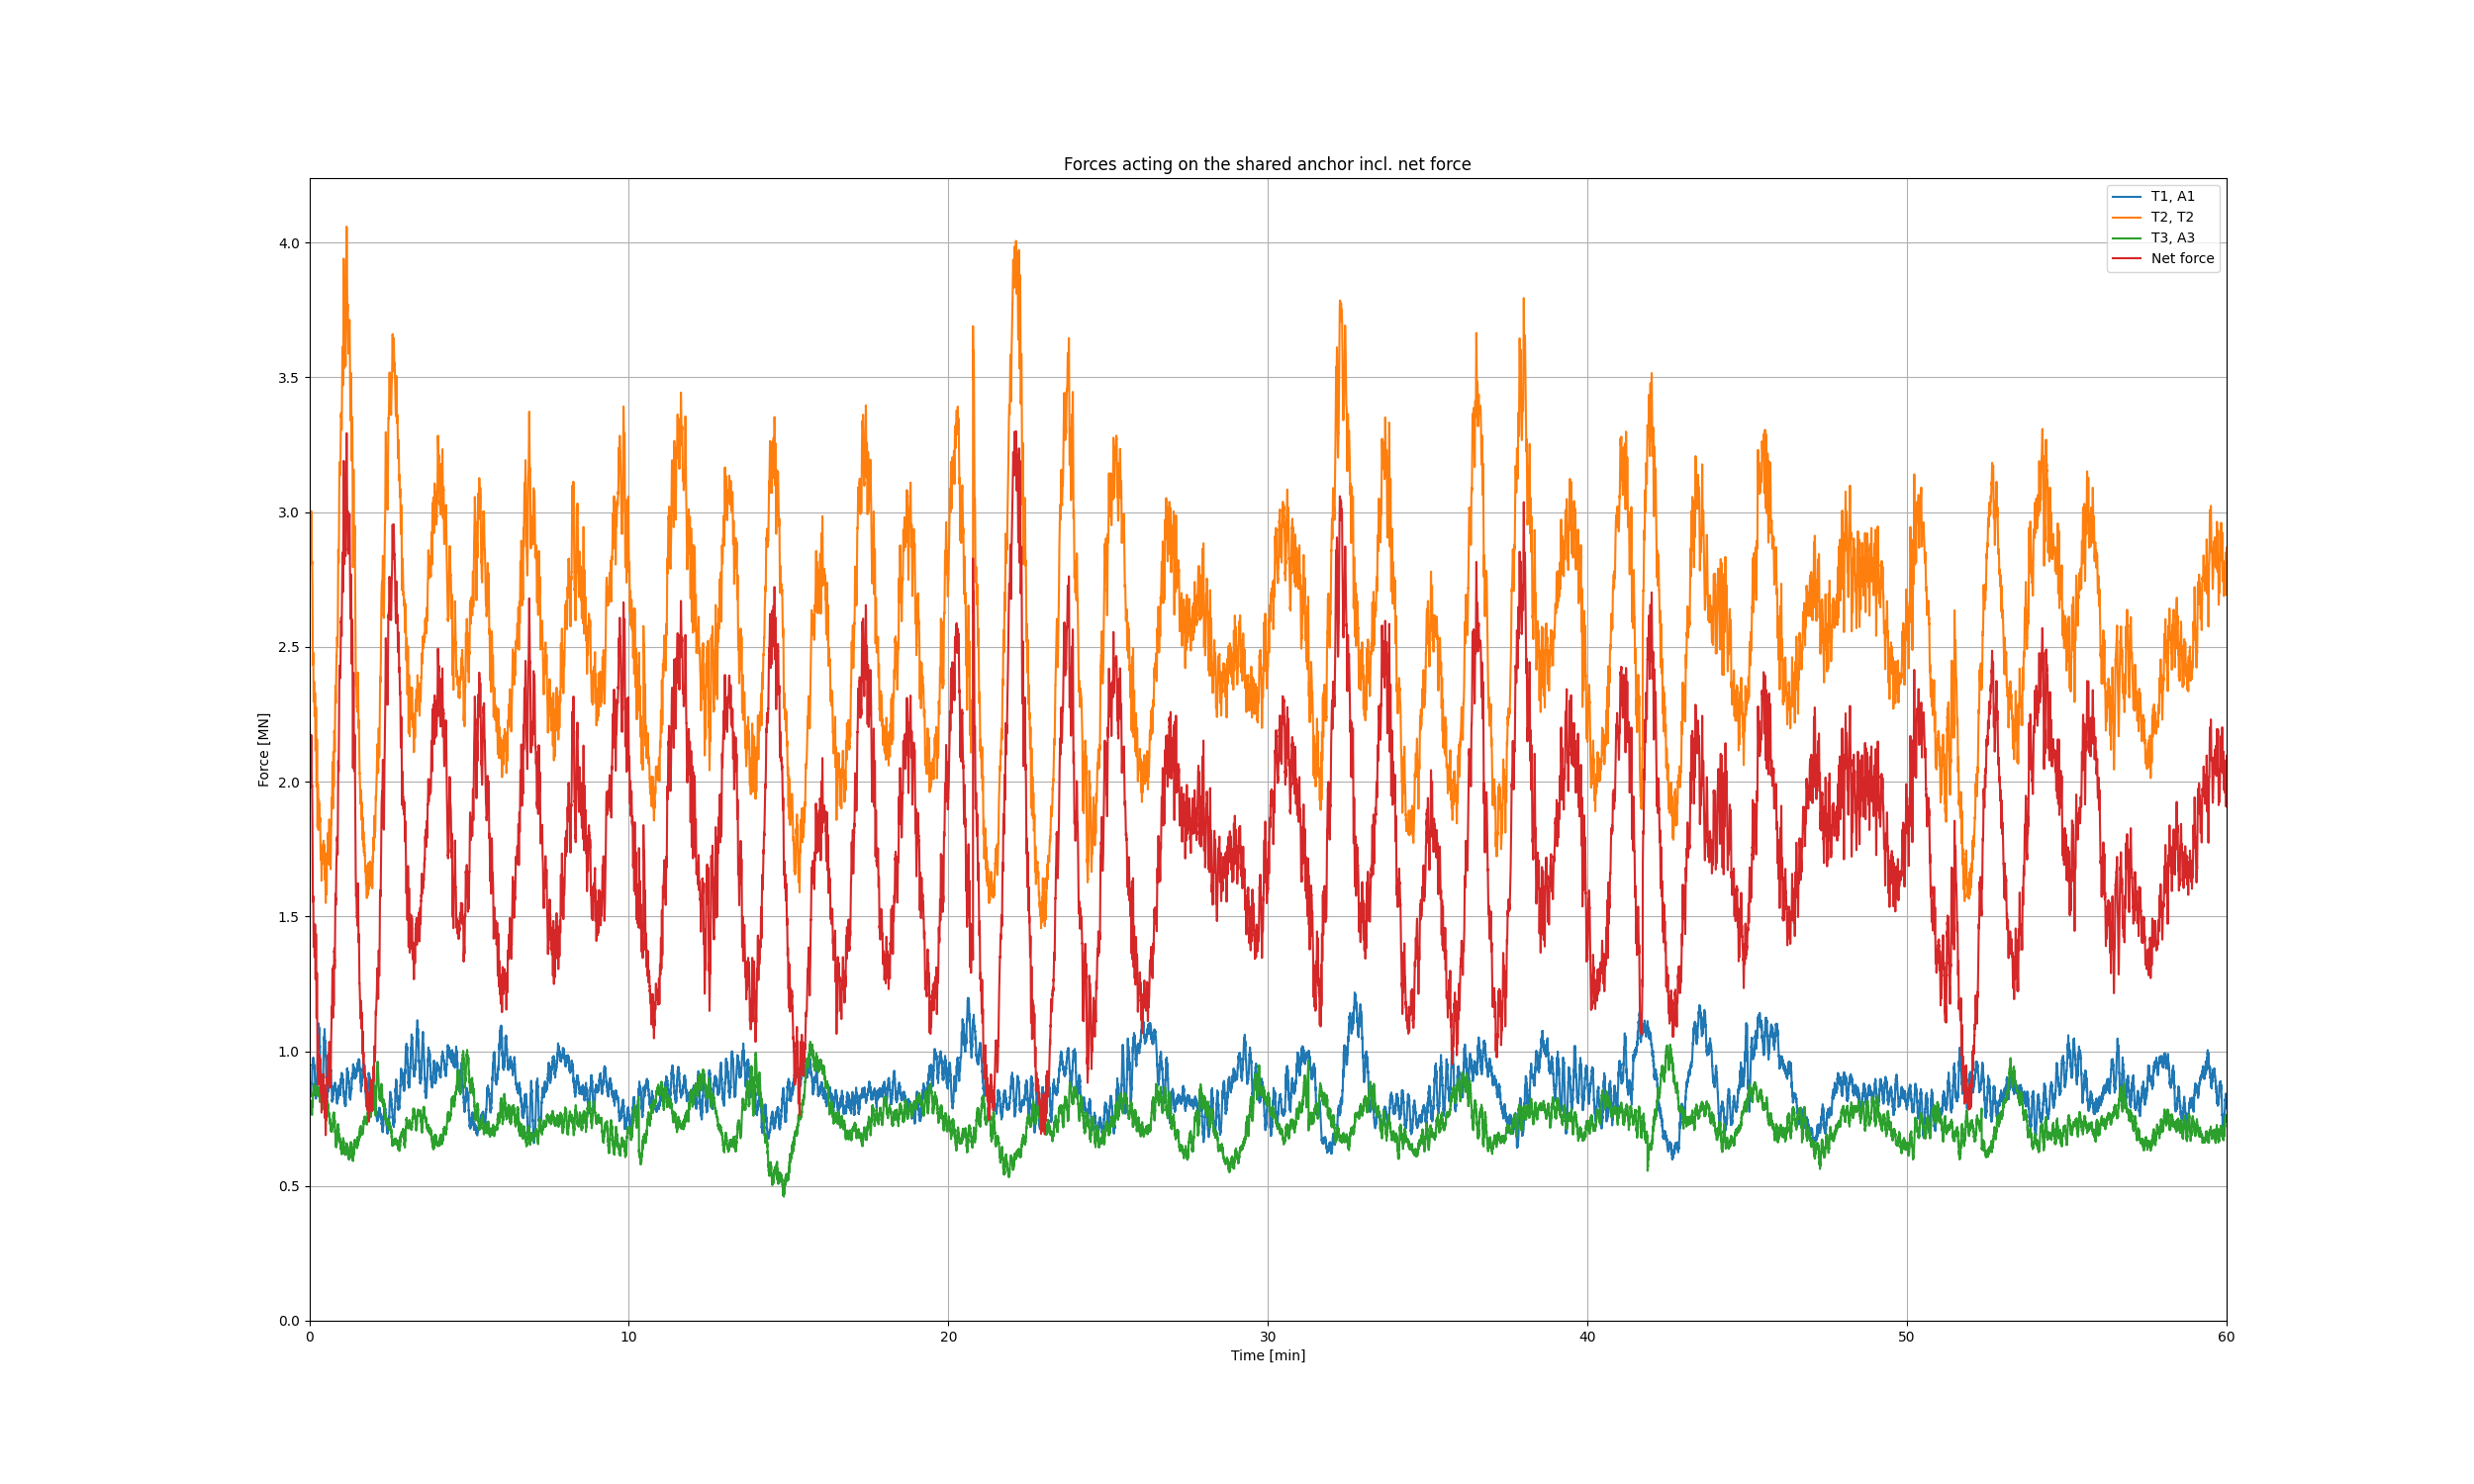 Forces acting on the shared anchor incl. net force
T1, A1
T2, T2
T3, A3
Net force
Force [MN]
4.0
3.5
3.0
2.5
2.0
1.5
1.0
0.5
0.0
0 10 20 30 40 50 60
Time [min]